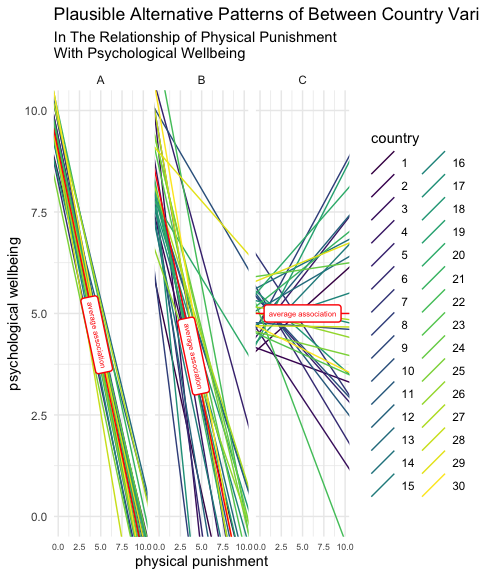 Plausible Alternative Patterns of Between Country Vari
In The Relationship of Physical Punishment
With Psychological Wellbeing
A B C
country
10.0
7.5
5.0
2.5
0.0
psychological wellbeing
average association
average association
average association
0.0 2.5 5.0 7.5 10.0
0.0 2.5 5.0 7.5 10.0
0.0 2.5 5.0 7.5 10.0
physical punishment
1 16
2 17
3 18
4 19
5 20
6 21
7 22
8 23
9 24
10 25
11 26
12 27
13 28
14 29
15 30